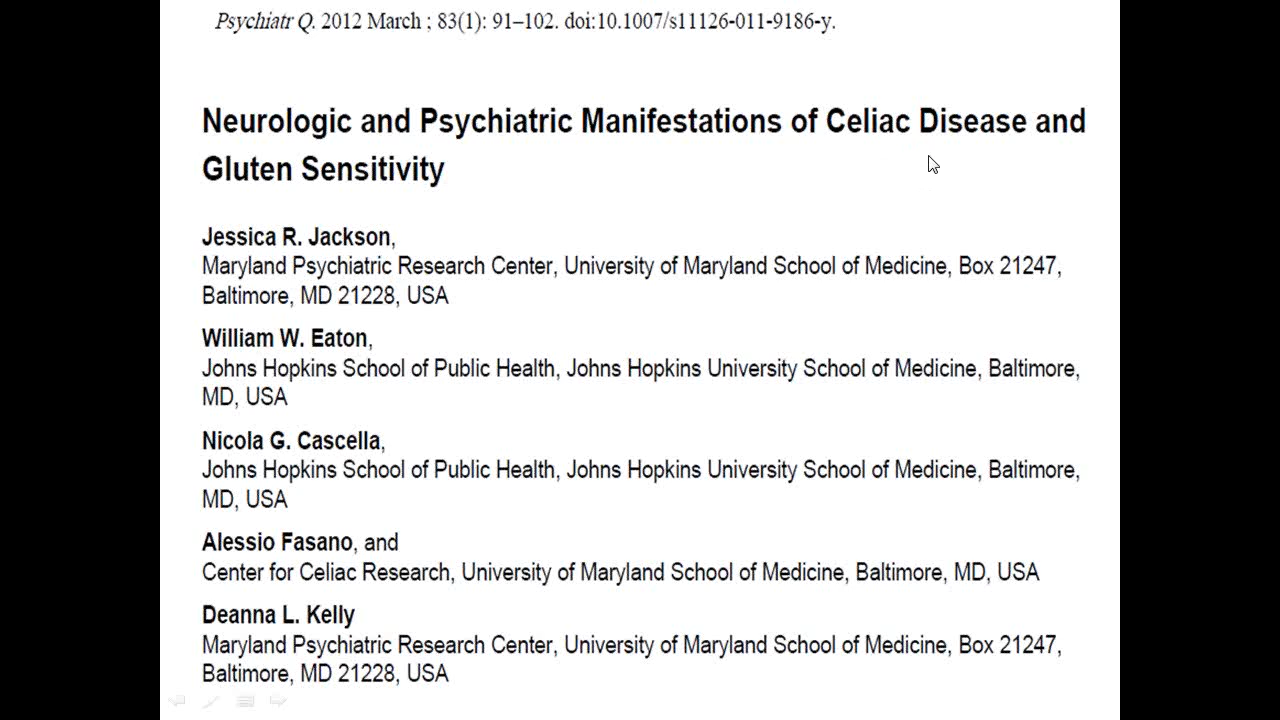 Psychiatr Q. 2012 March ; 83(1): 91–102. doi:10.1007/s11126-011-9186-y.
Neurologic and Psychiatric Manifestations of Celiac Disease and
Gluten Sensitivity
Jessica R. Jackson,
Maryland Psychiatric Research Center, University of Maryland School of Medicine, Box 21247,
Baltimore, MD 21228, USA
William W. Eaton,
Johns Hopkins School of Public Health, Johns Hopkins University School of Medicine, Baltimore,
MD, USA
Nicola G. Cascella,
Johns Hopkins School of Public Health, Johns Hopkins University School of Medicine, Baltimore,
MD, USA
Alessio Fasano, and
Center for Celiac Research, University of Maryland School of Medicine, Baltimore, MD, USA
Deanna L. Kelly
Maryland Psychiatric Research Center, University of Maryland School of Medicine, Box 21247,
Baltimore, MD 21228, USA